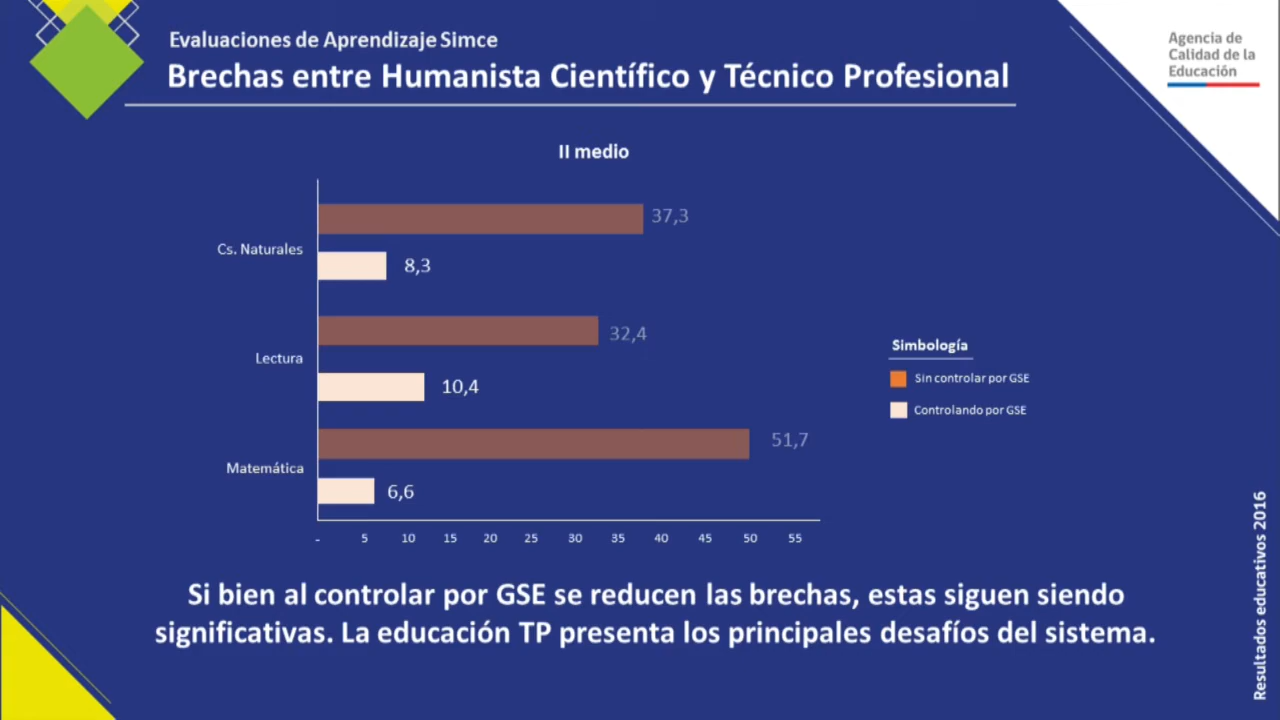 Evaluaciones de Aprendizaje Simce
Brechas entre Humanista Científico y Técnico Profesional
Agencia de
Calidad de la
Educación
II medio
Cs. Naturales
37,3
8,3
Lectura
32,4
10,4
Matemática
51,7
6,6
- 5 10 15 20 25 30 35 40 45 50 55
Simbología
Sin controlar por GSE
Controlando por GSE
Si bien al controlar por GSE se reducen las brechas, estas siguen siendo
significativas. La educación TP presenta los principales desafíos del sistema.
Resultados educativos 2016